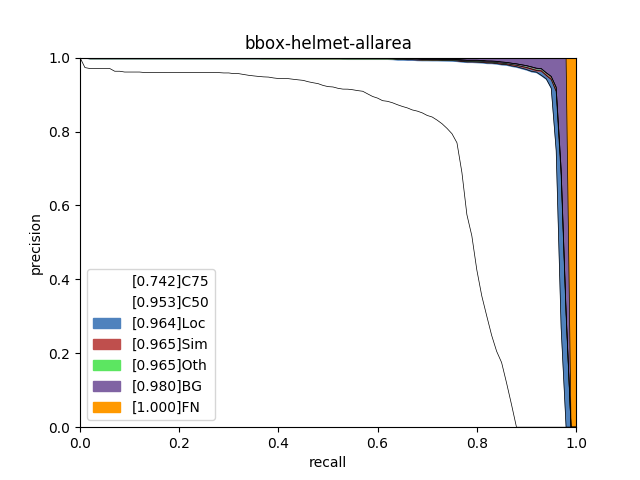 bbox-helmet-allarea
precision
1.0
0.8
0.6
0.4
0.2
0.0
[0.742]C75
[0.953]C50
[0.964]Loc
[0.965]Sim
[0.965]Oth
[0.980]BG
[1.000]FN
0.0 0.2 0.4 0.6 0.8 1.0
recall